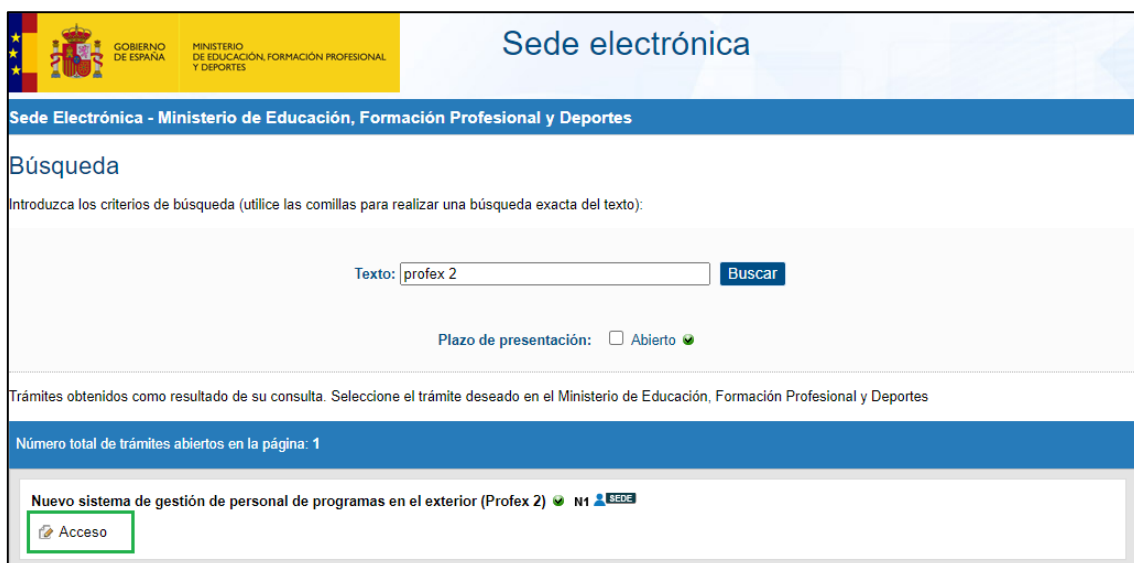 GOBIERNO
DE ESPAÑA
MINISTERIO
DE EDUCACIÓN, FORMACIÓN PROFESIONAL
Y DEPORTES
Sede electrónica
Sede Electrónica - Ministerio de Educación, Formación Profesional y Deportes
Búsqueda
Introduzca los criterios de búsqueda (utilice las comillas para realizar una búsqueda exacta del texto):
Texto: profex 2 Buscar
Plazo de presentación: Abierto
Trámites obtenidos como resultado de su consulta. Seleccione el trámite deseado en el Ministerio de Educación, Formación Profesional y Deportes
Número total de trámites abiertos en la página: 1
Nuevo sistema de gestión de personal de programas en el exterior (Profex 2) N1 SEDE
Acceso